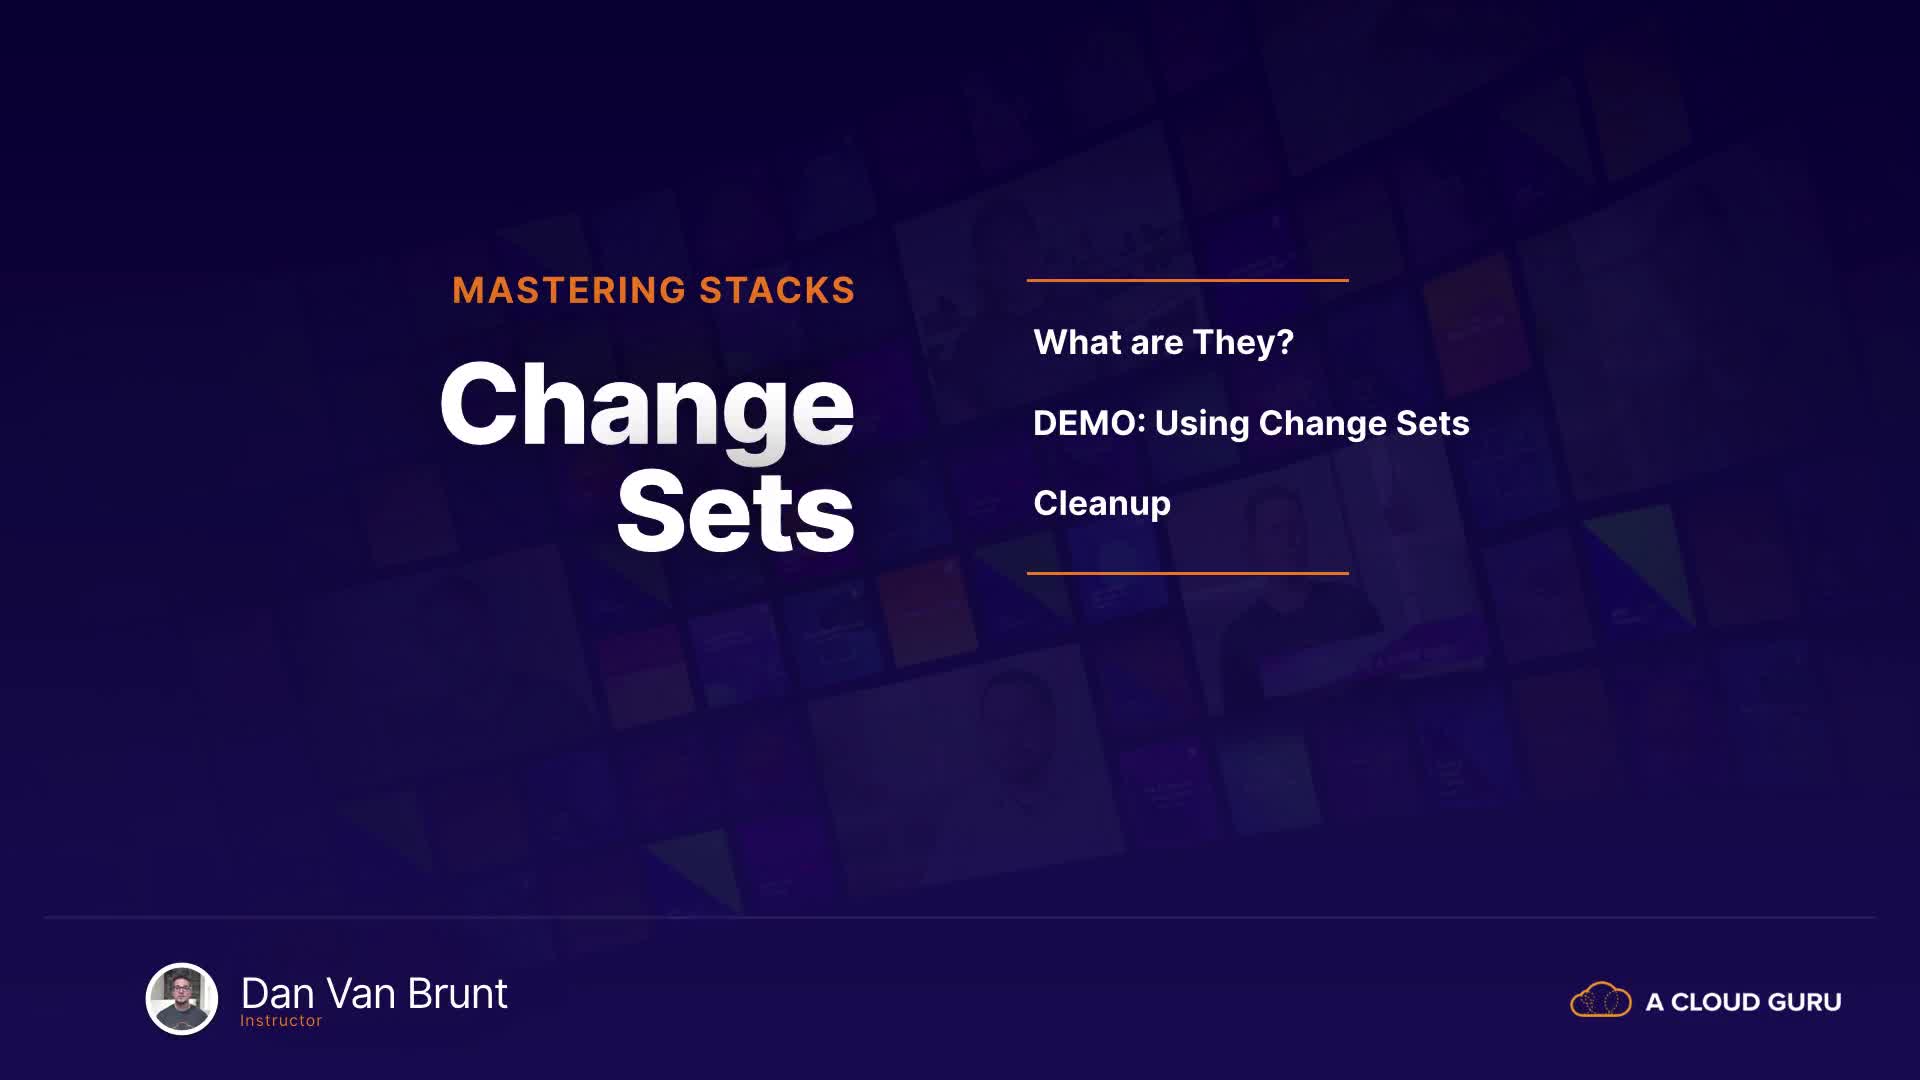 MASTERING STACKS
Change
Sets
What are They?
DEMO: Using Change Sets
Cleanup
Dan Van Brunt
Instructor
A CLOUD GURU